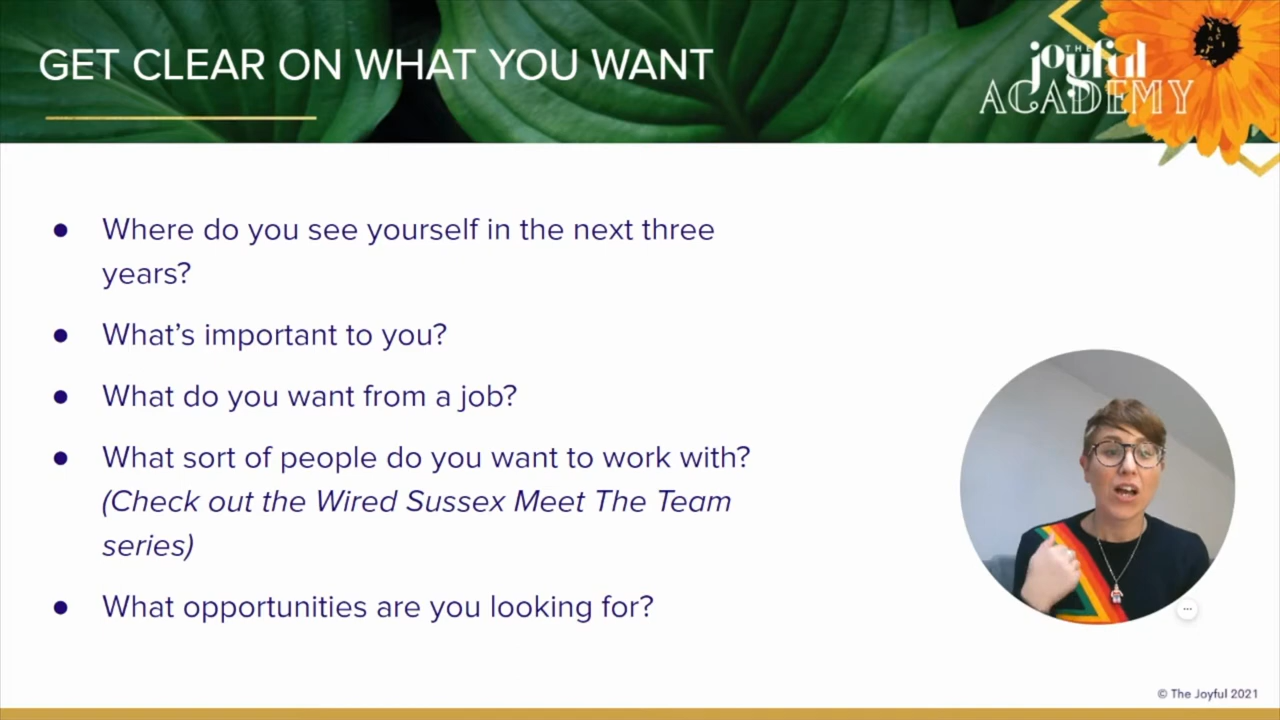 GET CLEAR ON WHAT YOU WANT
THE
joyful
ACADEMY
● Where do you see yourself in the next three
years?
● What’s important to you?
● What do you want from a job?
● What sort of people do you want to work with?
(Check out the Wired Sussex Meet The Team
series)
● What opportunities are you looking for?
© The Joyful 2021